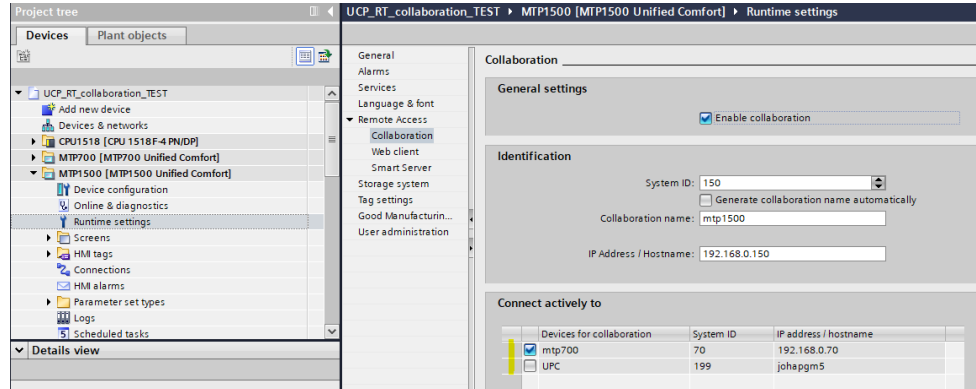 Project tree
Devices
Plant objects
UCP_RT_collaboration_TEST
Add new device
Devices & networks
CPU1518 [CPU 1518F-4 PN/DP]
MTP700 [MTP700 Unified Comfort]
MTP1500 [MTP1500 Unified Comfort]
Device configuration
Online & diagnostics
Runtime settings
Screens
HMI tags
Connections
HMI alarms
Parameter set types
Logs
Scheduled tasks
Details view
UCP_RT_collaboration_TEST ▸ MTP1500 [MTP1500 Unified Comfort] ▸ Runtime settings
General
Alarms
Services
Language & font
Remote Access
Collaboration
Web client
Smart Server
Storage system
Tag settings
Good Manufacturin...
User administration
Collaboration
General settings
Enable collaboration
Identification
System ID: 150
Generate collaboration name automatically
Collaboration name: mtp1500
IP Address / Hostname: 192.168.0.150
Connect actively to
Devices for collaboration System ID IP address / hostname
mtp700 70 192.168.0.70
UPC 199 johapgm5